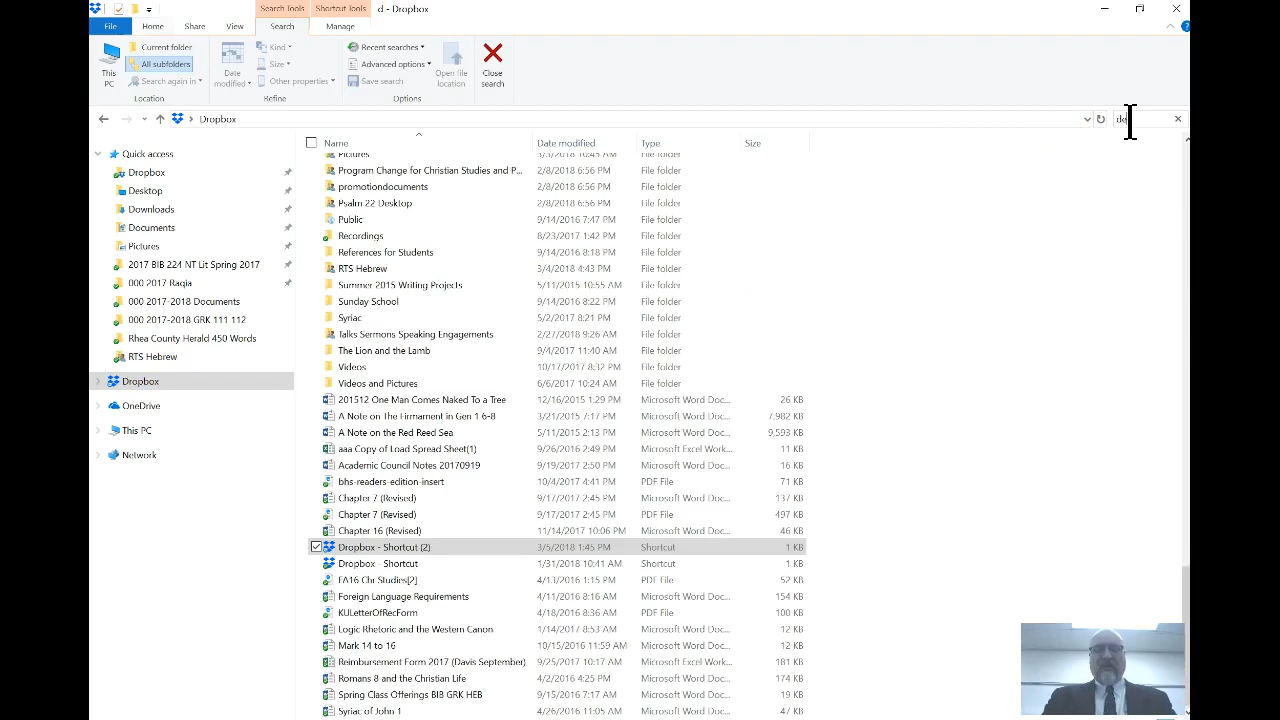 Search Tools Shortcut Tools d - Dropbox
File Home Share View Search Manage
Current folder
This PC
All subfolders
Search again in
Location
Date modified
Kind
Size
Other properties
Refine
Recent searches
Advanced options
Save search
Open file location
Options
Close search
Dropbox
de
Quick access
Dropbox
Desktop
Downloads
Documents
Pictures
2017 BIB 224 NT Lit Spring 2017
000 2017 Raqia
000 2017-2018 Documents
000 2017-2018 GRK 111 112
Rhea County Herald 450 Words
RTS Hebrew
Dropbox
OneDrive
This PC
Network
Name Date modified Type Size
Pictures 3/5/2018 10:45 AM File folder
Program Change for Christian Studies and P... 2/8/2018 6:56 PM File folder
promotiondocuments 2/8/2018 6:56 PM File folder
Psalm 22 Desktop 2/8/2018 6:56 PM File folder
Public 9/14/2016 7:47 PM File folder
Recordings 8/23/2017 1:42 PM File folder
References for Students 9/14/2016 8:18 PM File folder
RTS Hebrew 3/4/2018 4:43 PM File folder
Summer 2015 Writing Projects 5/11/2015 10:55 AM File folder
Sunday School 9/14/2016 8:22 PM File folder
Syriac 5/2/2017 8:21 PM File folder
Talks Sermons Speaking Engagements 2/27/2018 9:26 AM File folder
The Lion and the Lamb 9/4/2017 11:40 AM File folder
Videos 10/17/2017 8:32 PM File folder
Videos and Pictures 6/6/2017 10:24 AM File folder
201512 One Man Comes Naked To a Tree 12/16/2015 1:29 PM Microsoft Word Doc... 26 KB
A Note on the Firmament in Gen 1 6-8 3/21/2015 7:17 PM Microsoft Word Doc... 7,982 KB
A Note on the Red Reed Sea 5/11/2015 2:13 PM Microsoft Word Doc... 9,593 KB
aaa Copy of Load Spread Sheet(1) 9/26/2016 2:49 PM Microsoft Excel Work... 11 KB
Academic Council Notes 20170919 9/19/2017 2:50 PM Microsoft Word Doc... 16 KB
bhs-readers-edition-insert 10/4/2017 4:41 PM PDF File 71 KB
Chapter 7 (Revised) 9/17/2017 2:45 PM Microsoft Word Doc... 137 KB
Chapter 7 (Revised) 9/17/2017 2:45 PM PDF File 497 KB
Chapter 16 (Revised) 11/14/2017 10:06 PM Microsoft Word Doc... 46 KB
Dropbox - Shortcut (2) 3/5/2018 1:45 PM Shortcut 1 KB
Dropbox - Shortcut 1/31/2018 10:41 AM Shortcut 1 KB
FA16 Chr Studies[2] 4/13/2016 1:15 PM PDF File 52 KB
Foreign Language Requirements 4/11/2016 8:16 AM Microsoft Word Doc... 154 KB
KULetterOfRecForm 4/18/2016 8:36 AM PDF File 100 KB
Logic Rhetoric and the Western Canon 1/14/2017 8:53 AM Microsoft Word Doc... 12 KB
Mark 14 to 16 10/15/2016 11:59 AM Microsoft Word Doc... 12 KB
Reimbursement Form 2017 (Davis September) 9/25/2017 10:17 AM Microsoft Excel Work... 181 KB
Romans 8 and the Christian Life 4/2/2016 4:25 PM Microsoft Word Doc... 174 KB
Spring Class Offerings BIB GRK HEB 9/15/2016 7:17 AM Microsoft Word Doc... 19 KB
Syriac of John 1 4/26/2016 11:05 AM Microsoft Word Doc... 47 KB